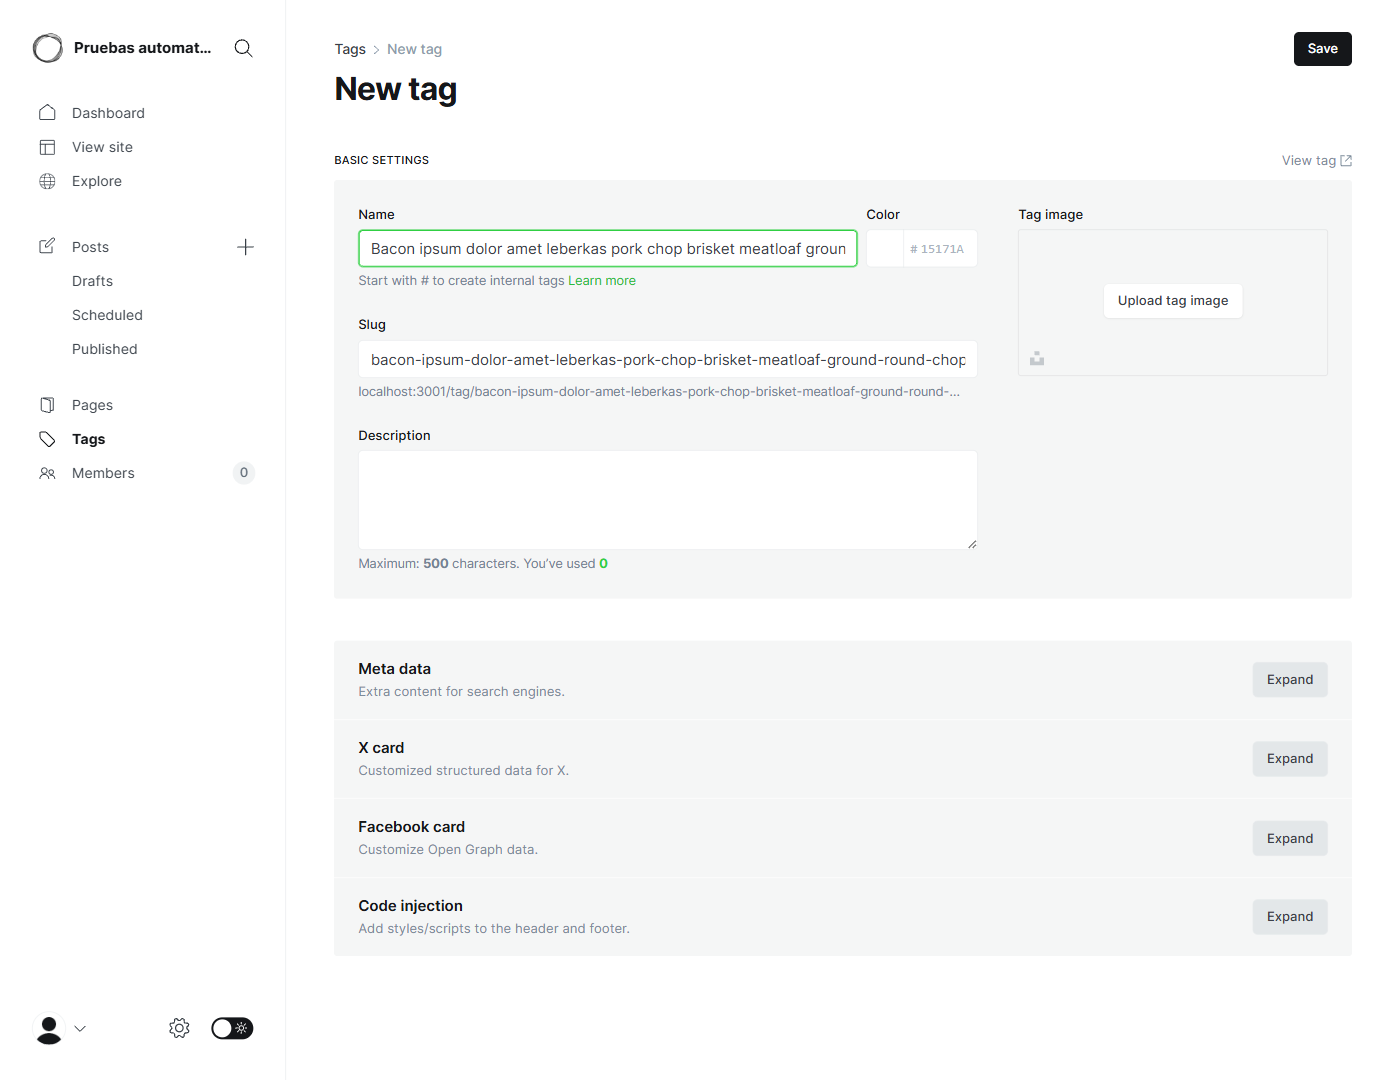 Pruebas automat...
Dashboard
View site
Explore
Posts
Drafts
Scheduled
Published
Pages
Tags
Members
0
Tags
New tag
Save
New tag
BASIC SETTINGS
View tag
Name
Bacon ipsum dolor amet leberkas pork chop brisket meatloaf groun
Start with # to create internal tags Learn more
Color
# 15171A
Slug
bacon-ipsum-dolor-amet-leberkas-pork-chop-brisket-meatloaf-ground-round-chop
localhost:3001/tag/bacon-ipsum-dolor-amet-leberkas-pork-chop-brisket-meatloaf-ground-round-...
Description
Maximum: 500 characters. You've used 0
Tag image
Upload tag image
Meta data
Extra content for search engines.
Expand
X card
Customized structured data for X.
Expand
Facebook card
Customize Open Graph data.
Expand
Code injection
Add styles/scripts to the header and footer.
Expand